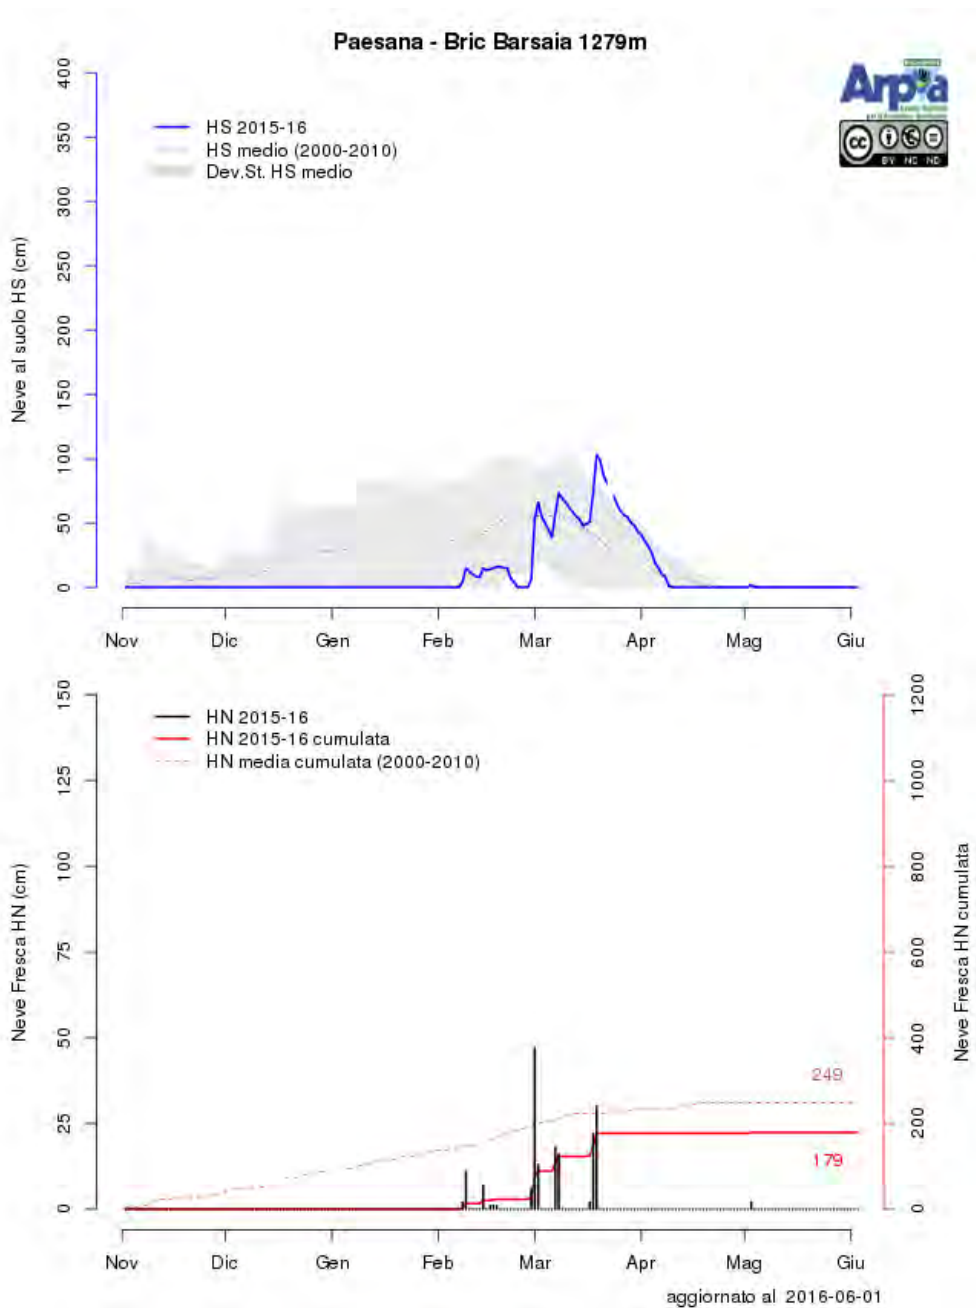 Paesana - Bric Barsaia 1279m
Arpa
cc
BY NC ND
HS 2015-16
HS medio (2000-2010)
Dev.St. HS medio
Neve al suolo HS (cm)
400
350
300
250
200
150
100
50
0
Nov Dic Gen Feb Mar Apr Mag Giu
HN 2015-16
HN 2015-16 cumulata
HN media cumulata (2000-2010)
Neve Fresca HN (cm)
150
125
100
75
50
25
0
1200
1000
800
600
400
200
0
Neve Fresca HN cumulata
249
179
Nov Dic Gen Feb Mar Apr Mag Giu
aggiornato al 2016-06-01